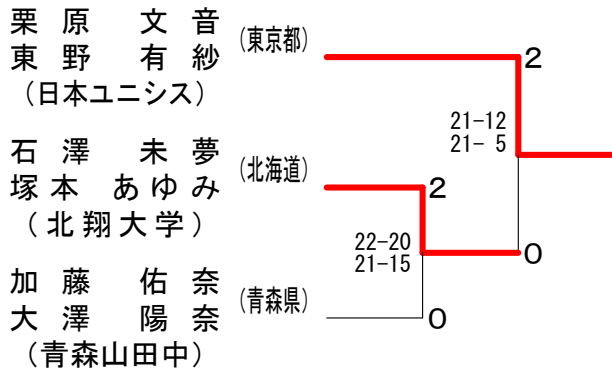 栗原 文音
東野 有紗
(東京都)
(日本ユニシス)
2
21-12
21- 5
石澤 未夢
塚本 あゆみ
(北海道)
(北翔大学)
2
22-20
21-15
0
加藤 佑奈
大澤 陽奈
(青森県)
(青森山田中)
0